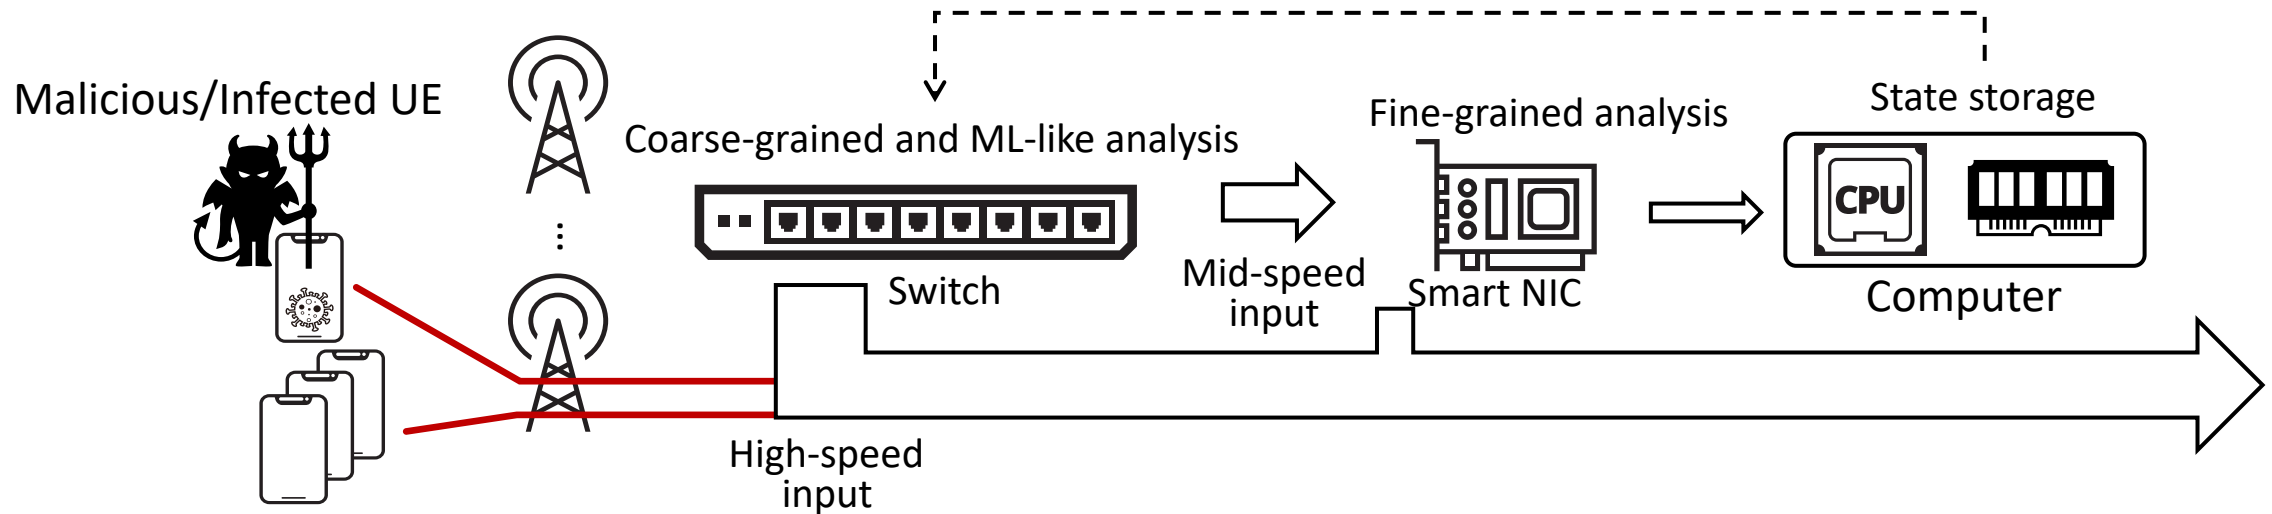 Malicious/Infected UE
Coarse-grained and ML-like analysis
Fine-grained analysis
State storage
CPU
Switch
Mid-speed
input
Smart NIC
Computer
High-speed
input